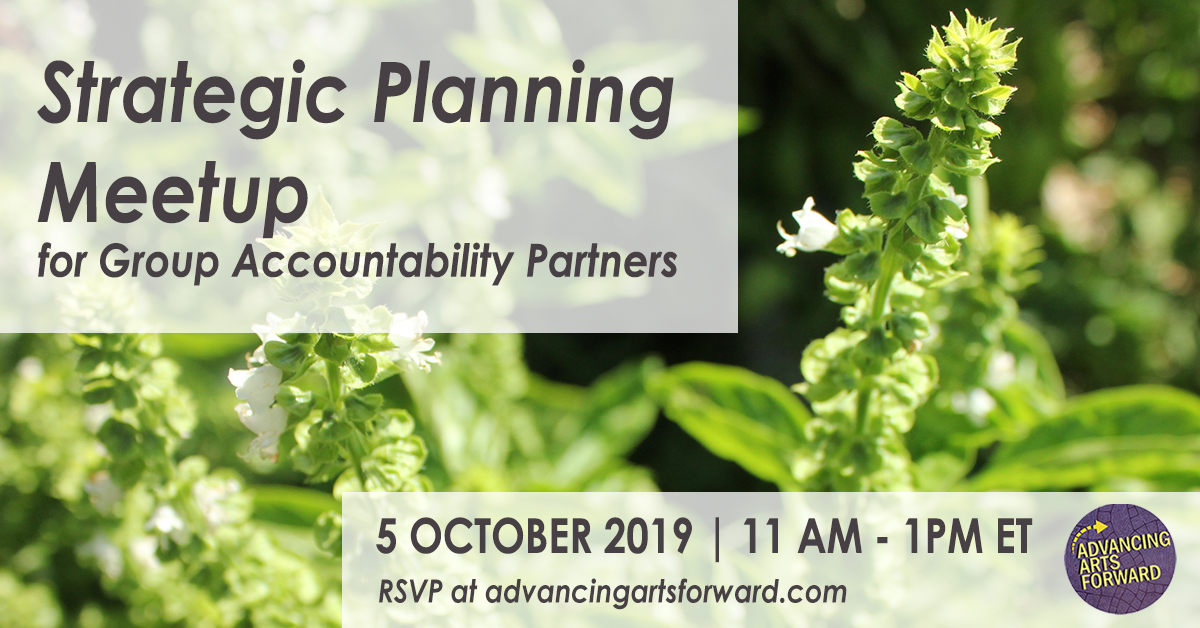 Strategic Planning
Meetup
for Group Accountability Partners
5 OCTOBER 2019 | 11 AM - 1PM ET
RSVP at advancingartsforward.com
ADVANCING
ARTS
FORWARD